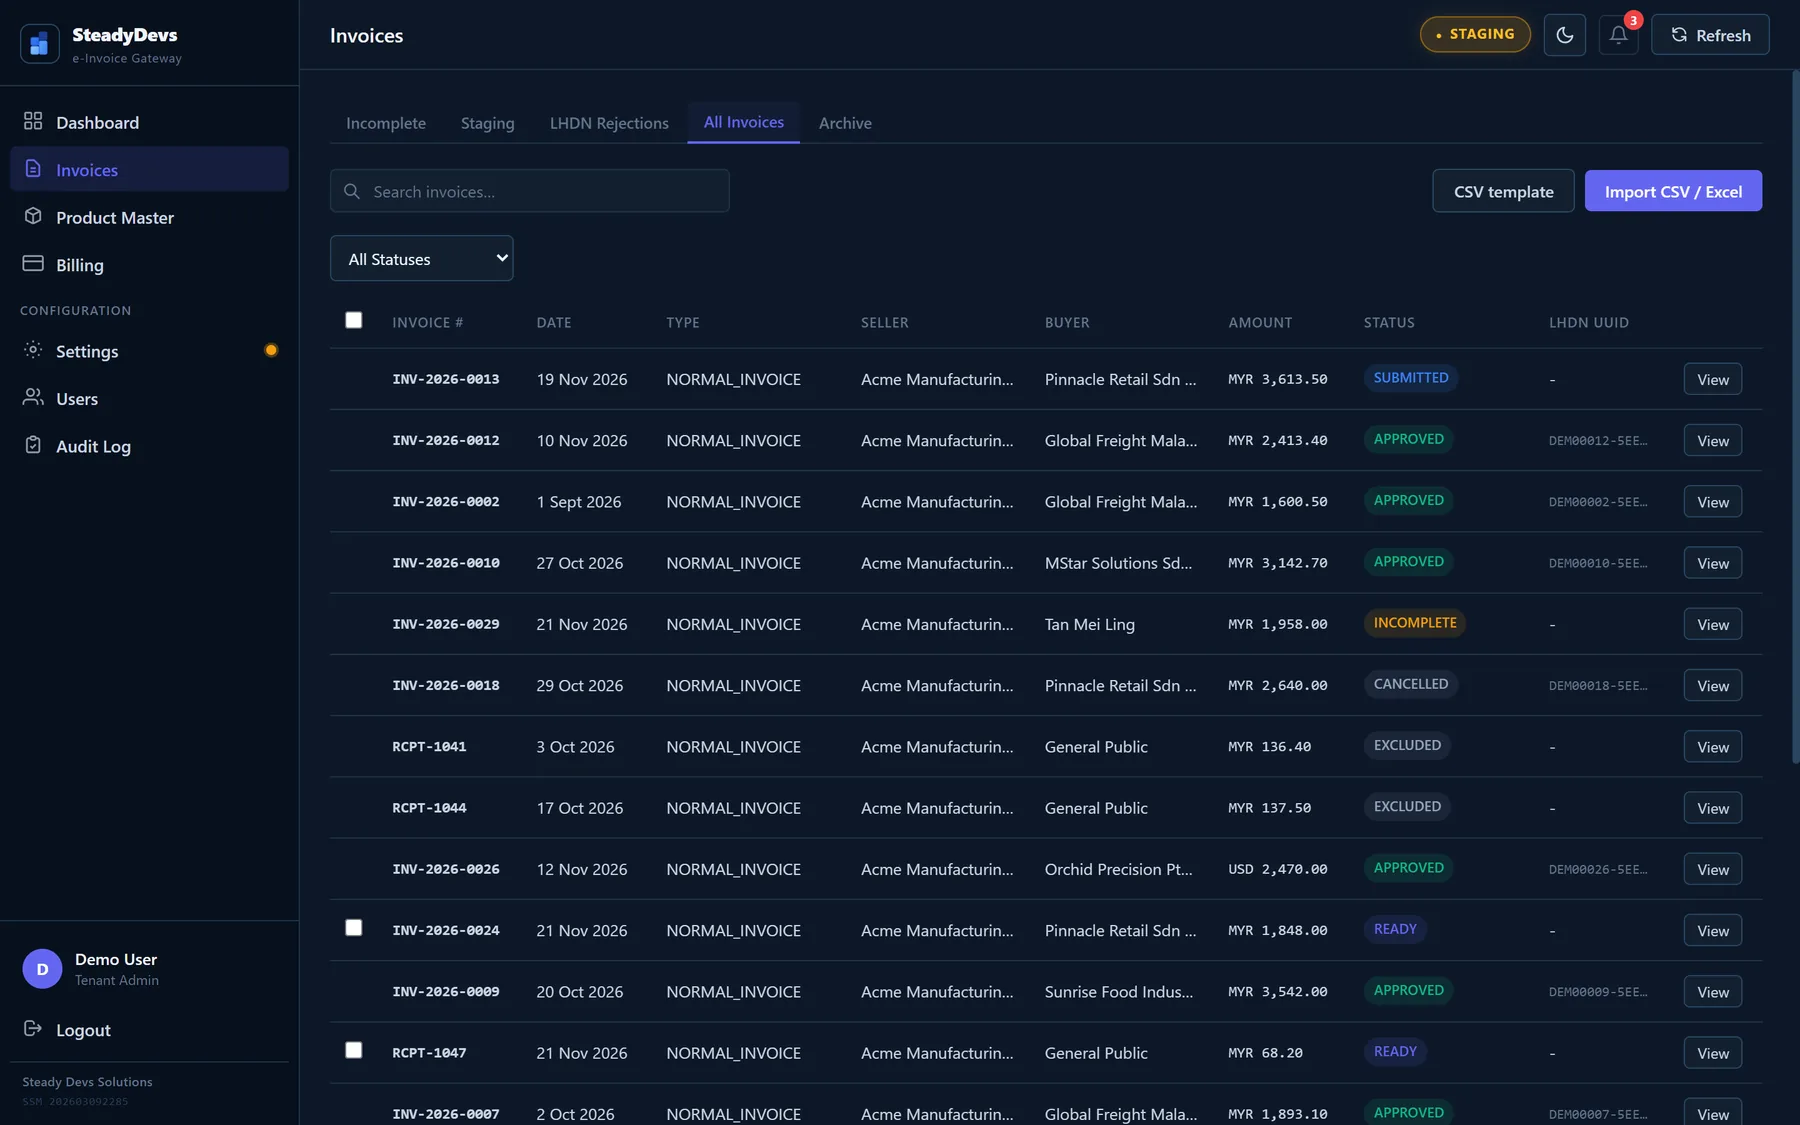 SteadyDevs
e-Invoice Gateway
Dashboard
Invoices
Product Master
Billing
CONFIGURATION
Settings
Users
Audit Log
D
Demo User
Tenant Admin
Logout
Steady Devs Solutions
SSM 202603092285
Invoices
• STAGING
3
Refresh
Incomplete Staging LHDN Rejections All Invoices Archive
Search invoices...
CSV template
Import CSV / Excel
All Statuses
INVOICE # DATE TYPE SELLER BUYER AMOUNT STATUS LHDN UUID
INV-2026-0013 19 Nov 2026 NORMAL_INVOICE Acme Manufacturin... Pinnacle Retail Sdn ... MYR 3,613.50 SUBMITTED - View
INV-2026-0012 10 Nov 2026 NORMAL_INVOICE Acme Manufacturin... Global Freight Mala... MYR 2,413.40 APPROVED DEM00012-5EE... View
INV-2026-0002 1 Sept 2026 NORMAL_INVOICE Acme Manufacturin... Global Freight Mala... MYR 1,600.50 APPROVED DEM00002-5EE... View
INV-2026-0010 27 Oct 2026 NORMAL_INVOICE Acme Manufacturin... MStar Solutions Sd... MYR 3,142.70 APPROVED DEM00010-5EE... View
INV-2026-0029 21 Nov 2026 NORMAL_INVOICE Acme Manufacturin... Tan Mei Ling MYR 1,958.00 INCOMPLETE - View
INV-2026-0018 29 Oct 2026 NORMAL_INVOICE Acme Manufacturin... Pinnacle Retail Sdn ... MYR 2,640.00 CANCELLED DEM00018-5EE... View
RCPT-1041 3 Oct 2026 NORMAL_INVOICE Acme Manufacturin... General Public MYR 136.40 EXCLUDED - View
RCPT-1044 17 Oct 2026 NORMAL_INVOICE Acme Manufacturin... General Public MYR 137.50 EXCLUDED - View
INV-2026-0026 12 Nov 2026 NORMAL_INVOICE Acme Manufacturin... Orchid Precision Pt... USD 2,470.00 APPROVED DEM00026-5EE... View
INV-2026-0024 21 Nov 2026 NORMAL_INVOICE Acme Manufacturin... Pinnacle Retail Sdn ... MYR 1,848.00 READY - View
INV-2026-0009 20 Oct 2026 NORMAL_INVOICE Acme Manufacturin... Sunrise Food Indus... MYR 3,542.00 APPROVED DEM00009-5EE... View
RCPT-1047 21 Nov 2026 NORMAL_INVOICE Acme Manufacturin... General Public MYR 68.20 READY - View
INV-2026-0007 2 Oct 2026 NORMAL_INVOICE Acme Manufacturin... Global Freight Mala... MYR 1,893.10 APPROVED DEM00007-5EE... View